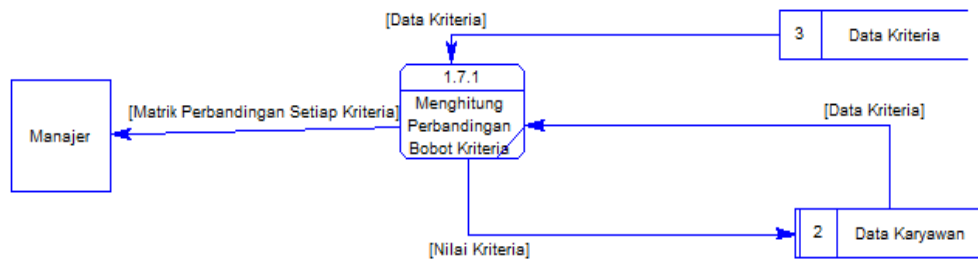 [Data Kriteria]
3 Data Kriteria
1.7.1
Menghitung
Perbandingan
Bobot Kriteria
[Matrik Perbandingan Setiap Kriteria]
Manajer
[Data Kriteria]
2 Data Karyawan
[Nilai Kriteria]